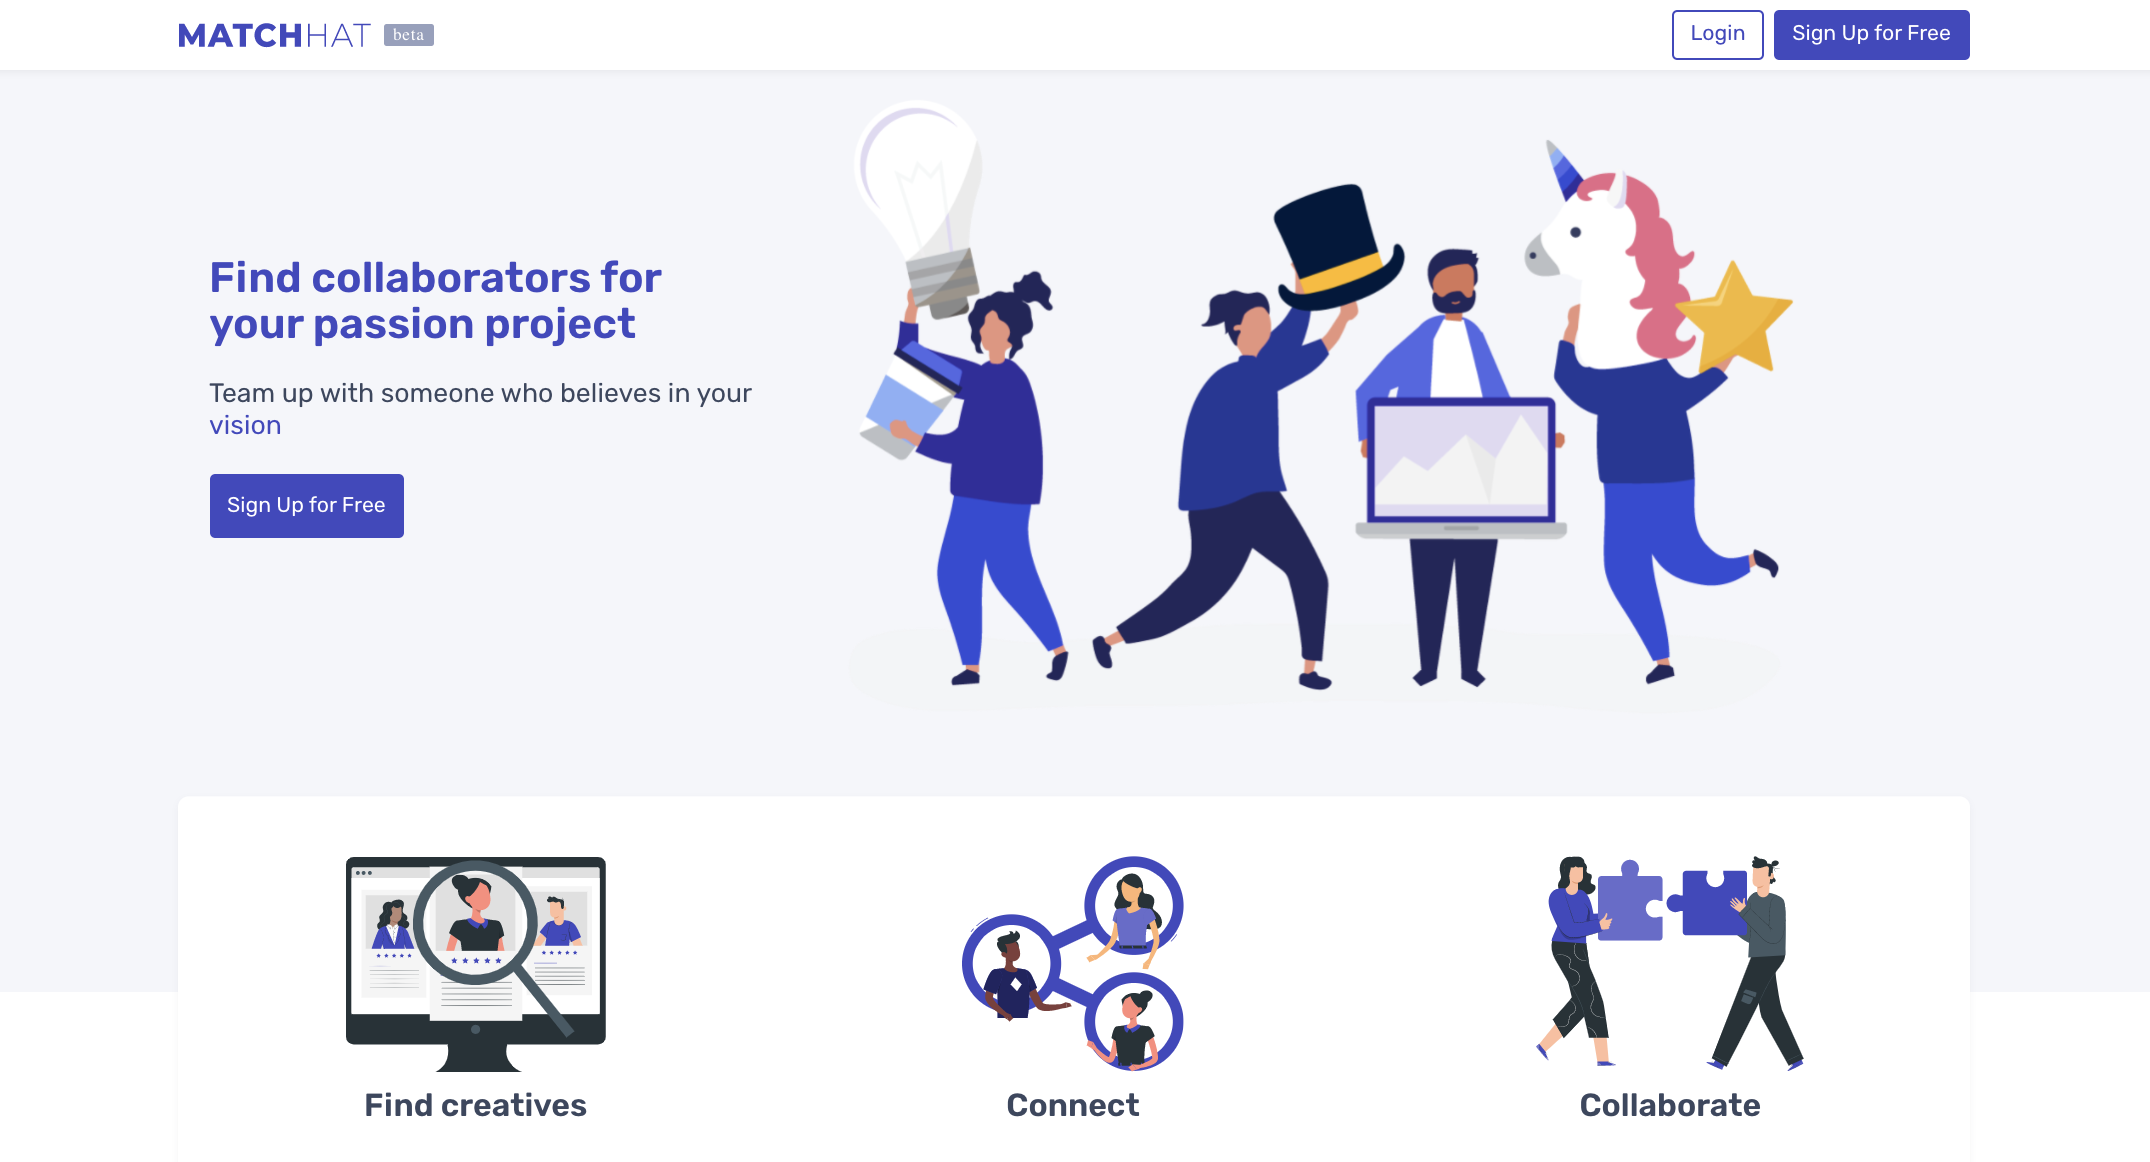 MATCHHAT beta
Login
Sign Up for Free
Find collaborators for
your passion project
Team up with someone who believes in your
vision
Sign Up for Free
Find creatives
Connect
Collaborate